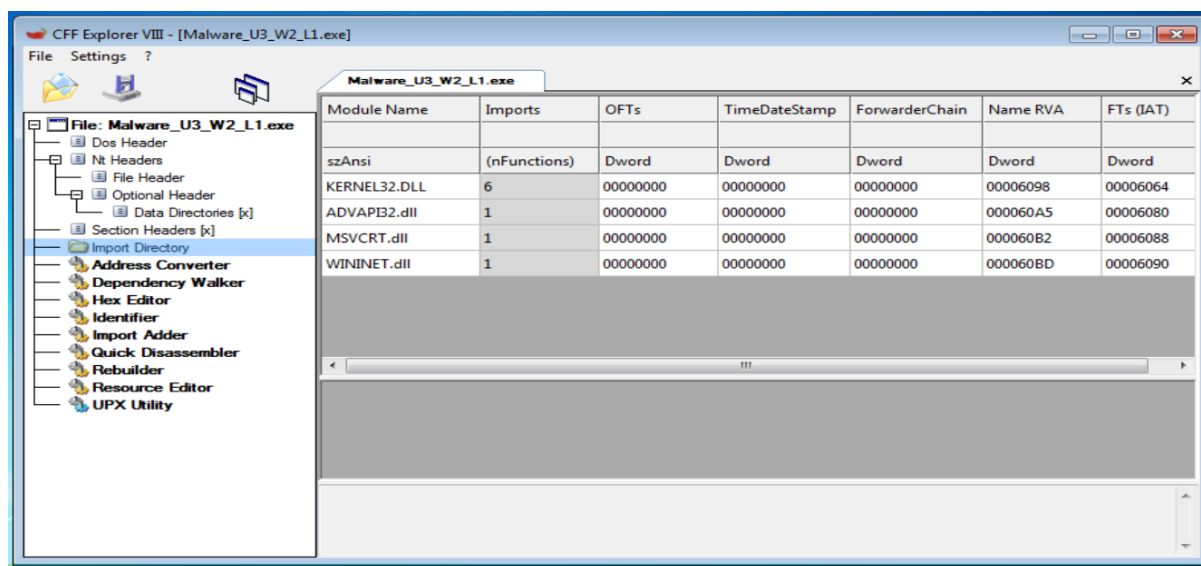 CFF Explorer VIII - [Malware_U3_W2_L1.exe]
File Settings ?
Malware_U3_W2_L1.exe
File: Malware_U3_W2_L1.exe
Dos Header
Nt Headers
File Header
Optional Header
Data Directories [x]
Section Headers [x]
Import Directory
Address Converter
Dependency Walker
Hex Editor
Identifier
Import Adder
Quick Disassembler
Rebuilder
Resource Editor
UPX Utility
Module Name Imports OFTs TimeDateStamp ForwarderChain Name RVA FTs (IAT)
szAnsi (nFunctions) Dword Dword Dword Dword Dword
KERNEL32.DLL 6 00000000 00000000 00000000 00006098 00006064
ADVAPI32.dll 1 00000000 00000000 00000000 000060A5 00006080
MSVCRT.dll 1 00000000 00000000 00000000 000060B2 00006088
WININET.dll 1 00000000 00000000 00000000 000060BD 00006090